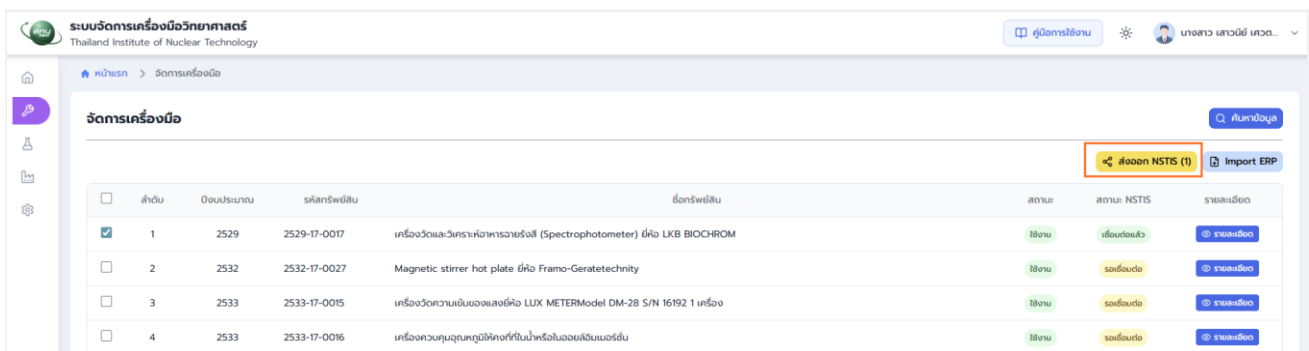 ระบบจัดการเครื่องมือวิทยาศาสตร์
Thailand Institute of Nuclear Technology
คู่มือการใช้งาน
นางสาว เสาวนีย์ เศวต...
หน้าแรก > จัดการเครื่องมือ
จัดการเครื่องมือ
ค้นหาข้อมูล
ส่งออก NSTIS (1) Import ERP
ลำดับ ปีงบประมาณ รหัสทรัพย์สิน ชื่อทรัพย์สิน สถานะ สถานะ NSTIS รายละเอียด
1 2529 2529-17-0017 เครื่องวัดและวิเคราะห์อาหารฉายรังสี (Spectrophotometer) ยี่ห้อ LKB BIOCHROM ใช้งาน เชื่อมต่อแล้ว รายละเอียด
2 2532 2532-17-0027 Magnetic stirrer hot plate ยี่ห้อ Framo-Geratetechnity ใช้งาน รอเชื่อมต่อ รายละเอียด
3 2533 2533-17-0015 เครื่องวัดความเข้มของแสงยี่ห้อ LUX METERModel DM-28 S/N 16192 1 เครื่อง ใช้งาน รอเชื่อมต่อ รายละเอียด
4 2533 2533-17-0016 เครื่องควบคุมอุณหภูมิให้คงที่ที่ในน้ำหรือในออยล์อิมเมอร์ชั่น ใช้งาน รอเชื่อมต่อ รายละเอียด